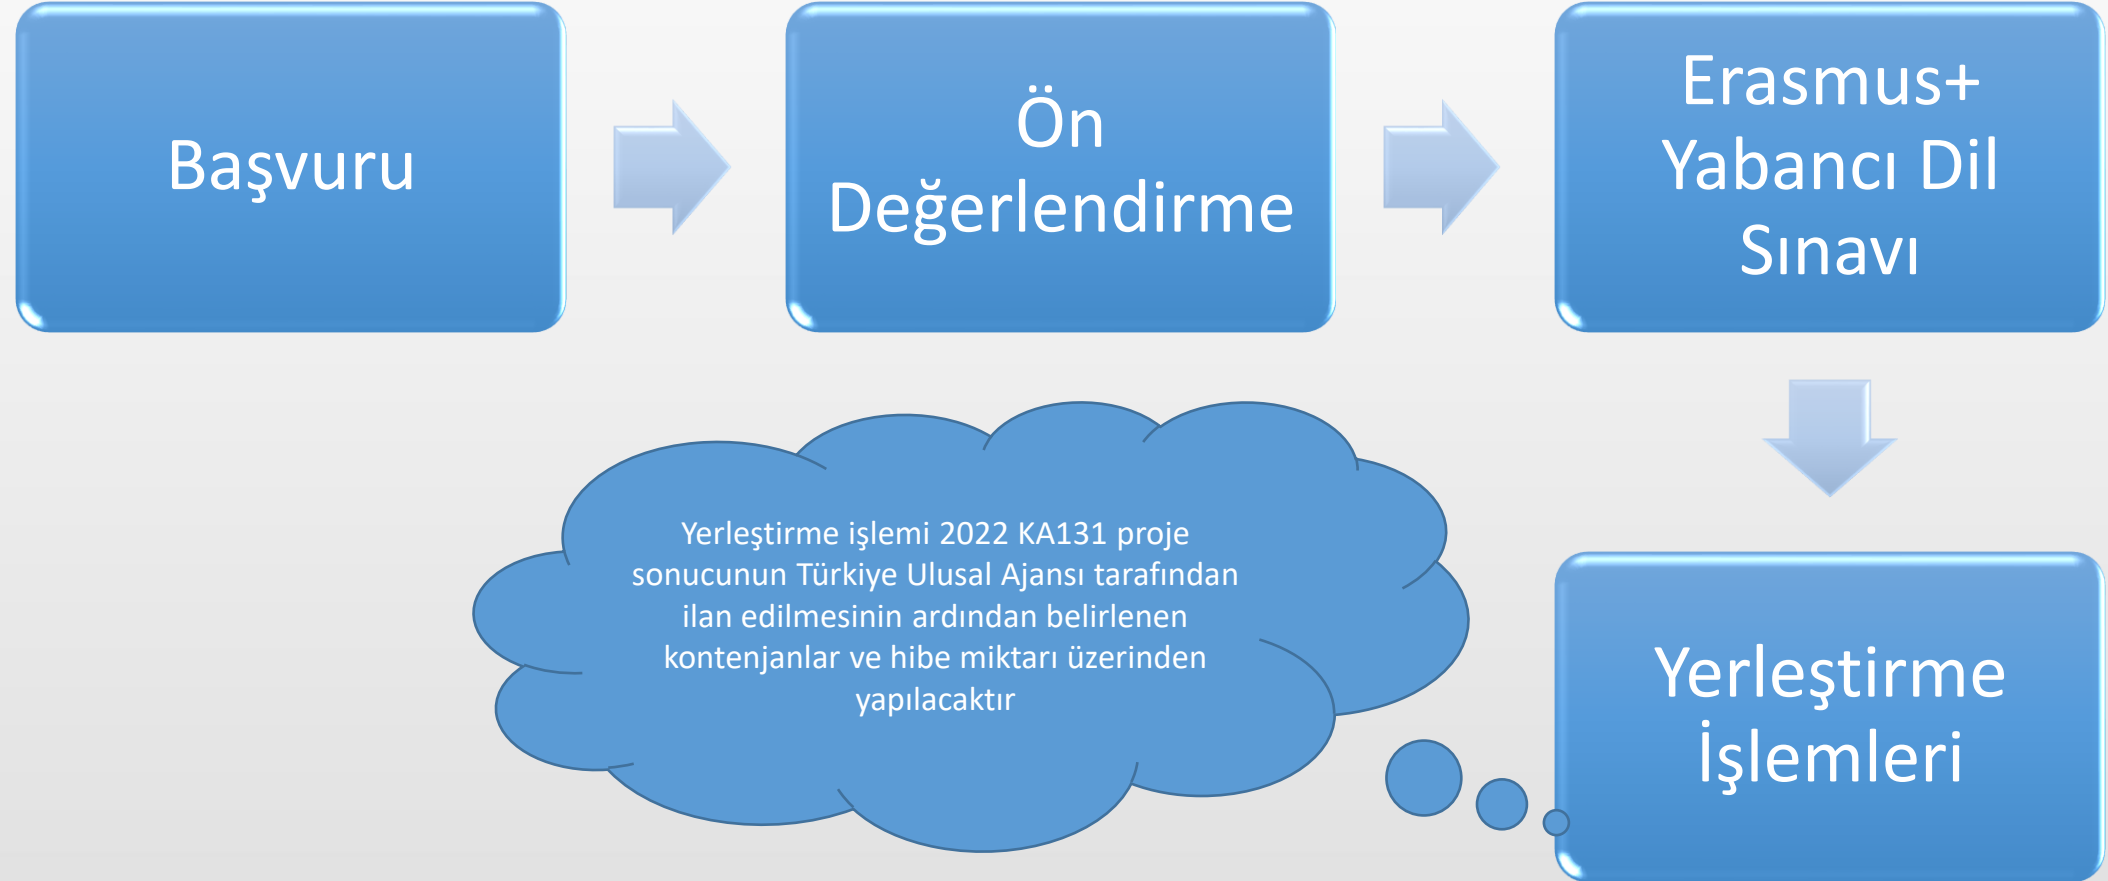 Başvuru
Ön
Değerlendirme
Erasmus+
Yabancı Dil
Sınavı
Yerleştirme işlemi 2022 KA131 proje
sonucunun Türkiye Ulusal Ajansı tarafından
ilan edilmesinin ardından belirlenen
kontenjanlar ve hibe miktarı üzerinden
yapılacaktır
Yerleştirme
İşlemleri